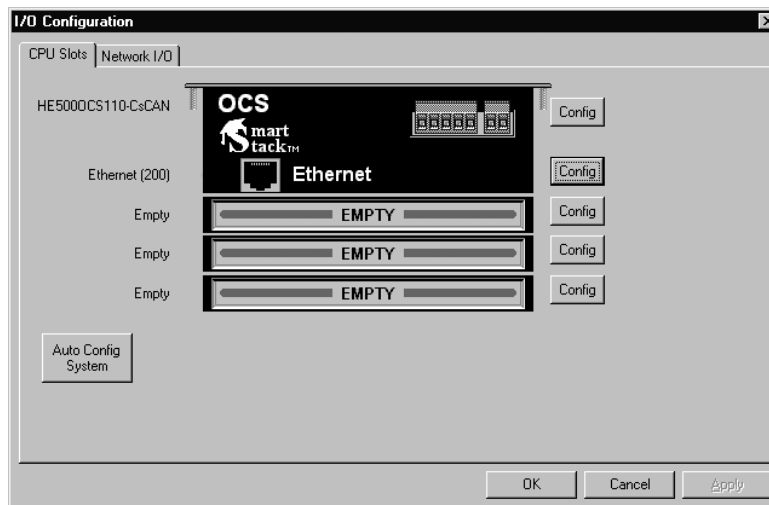 I/O Configuration
CPU Slots
Network I/O
HE500OCS110-CsCAN
OCS
Smart
Stack™
Config
Ethernet (200)
Ethernet
Config
Empty
EMPTY
Config
Empty
EMPTY
Config
Empty
EMPTY
Config
Auto Config
System
OK
Cancel
Apply